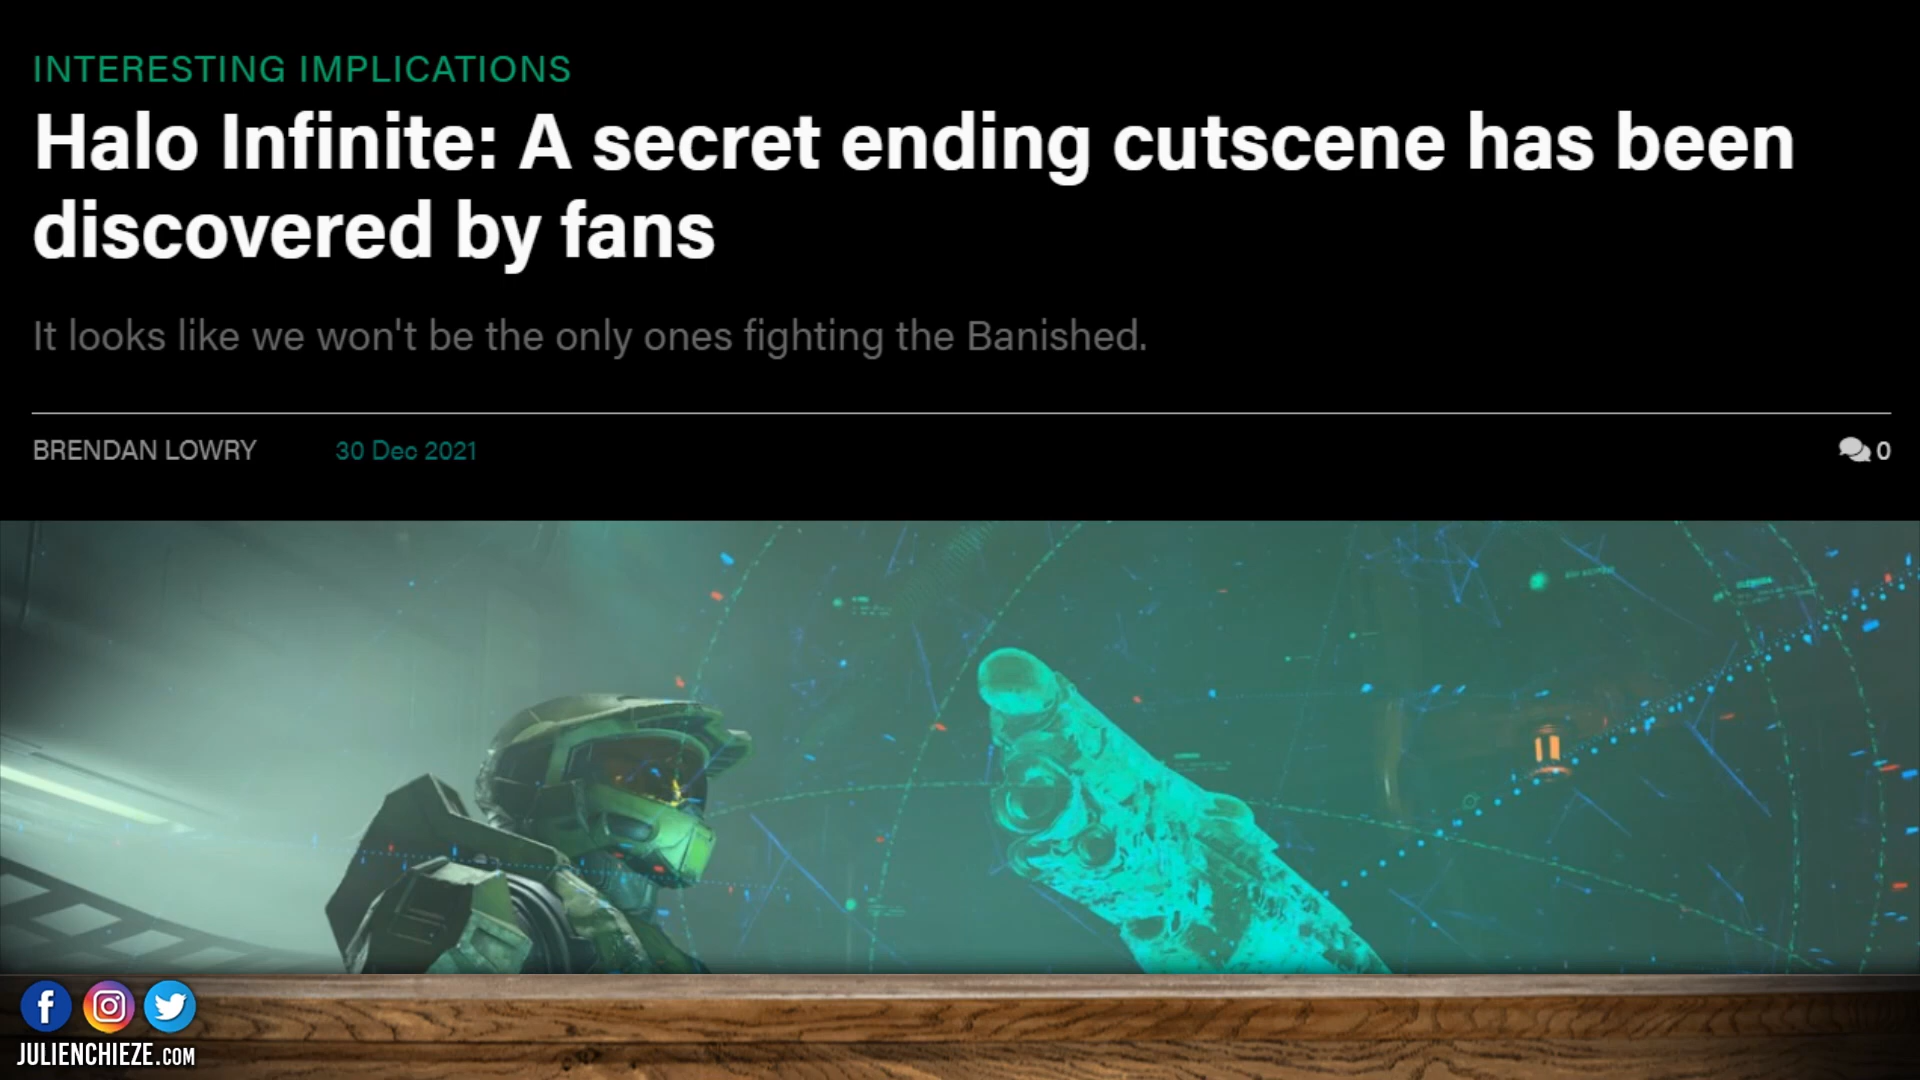 INTERESTING IMPLICATIONS
Halo Infinite: A secret ending cutscene has been
discovered by fans
It looks like we won't be the only ones fighting the Banished.
BRENDAN LOWRY 30 Dec 2021 0
JULIENCHIEZE.COM